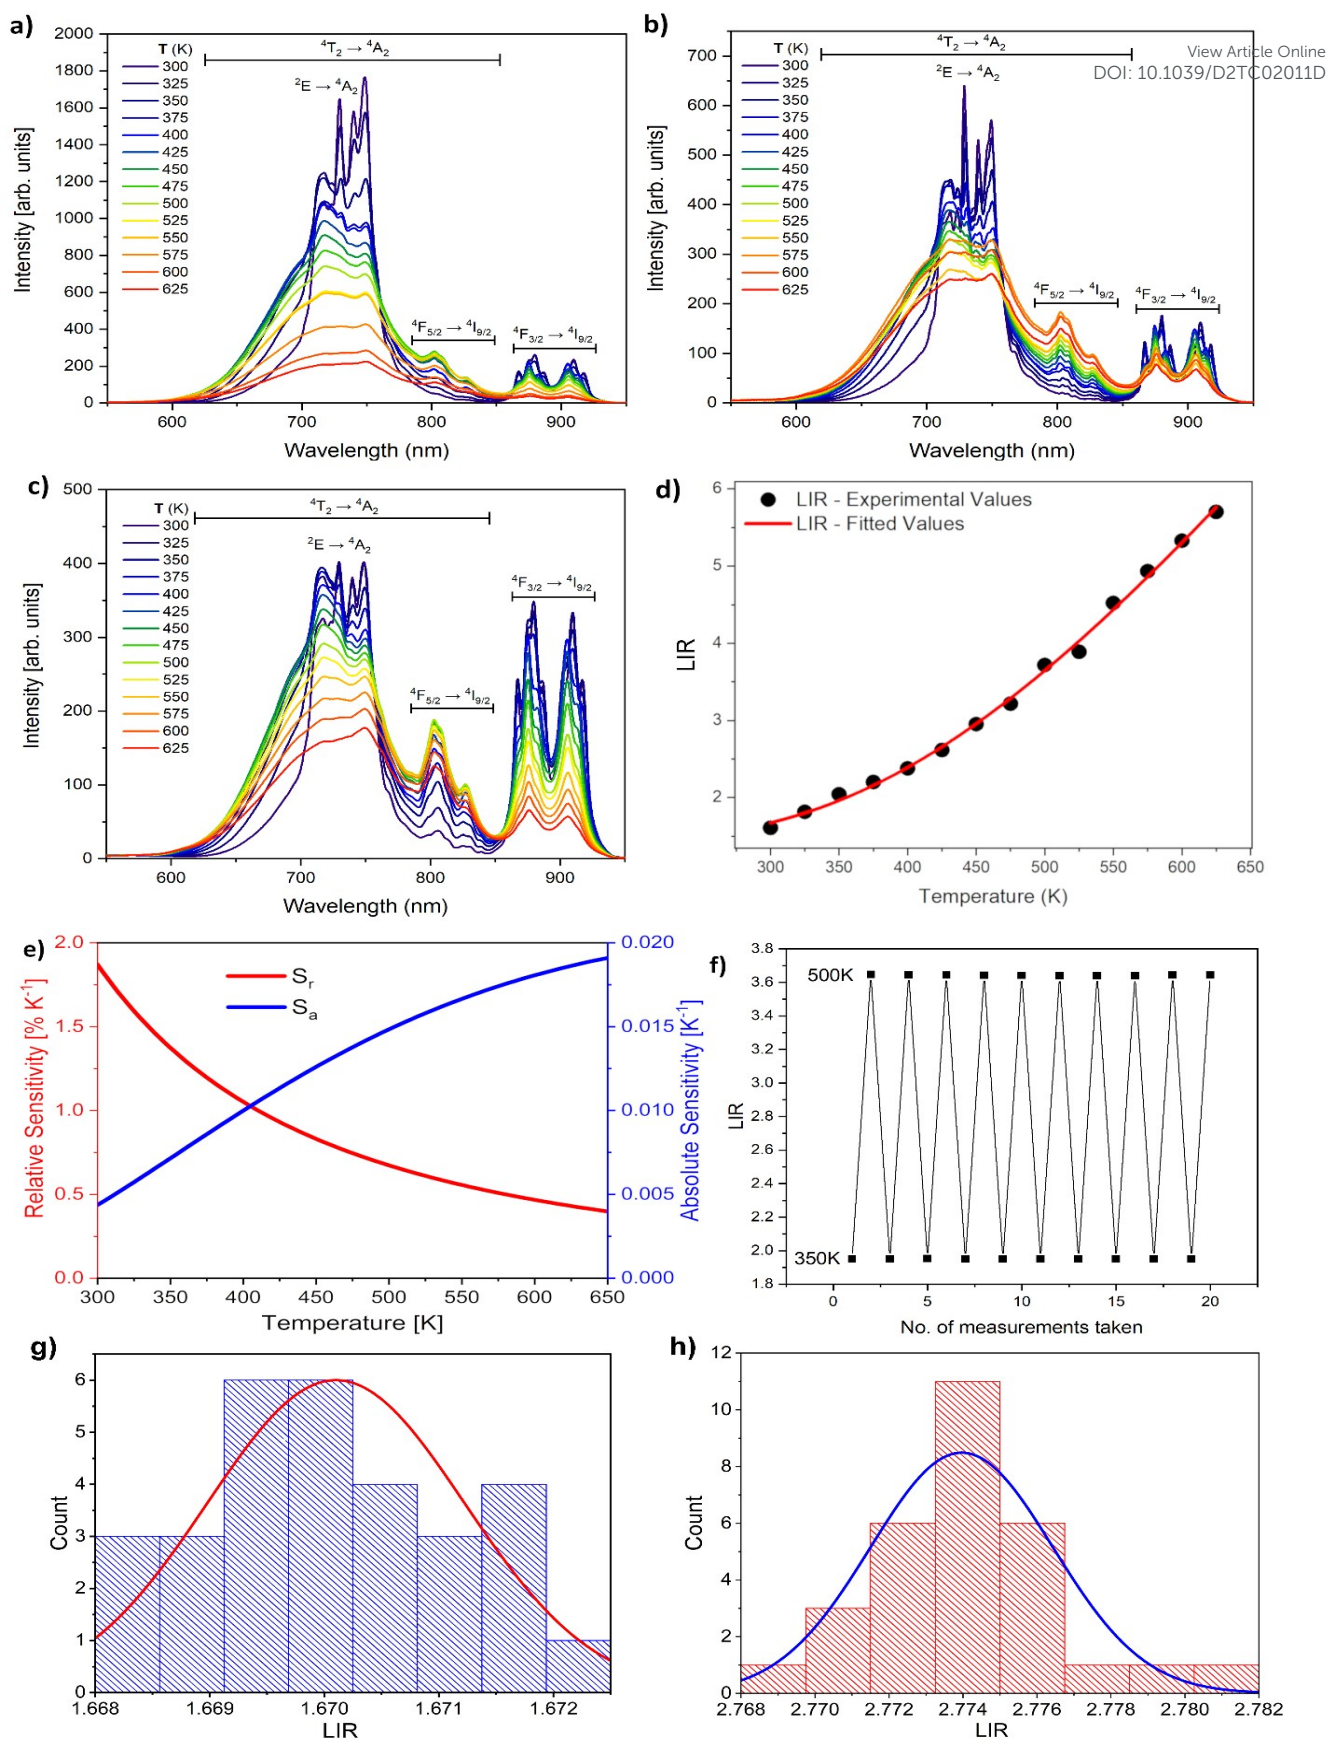 a)
2000
1800
1600
1400
1200
1000
800
600
400
200
0
Intensity [arb. units]
T (K)
300
325
350
375
400
425
450
475
500
525
550
575
600
625
⁴T₂ → ⁴A₂
²E → ⁴A₂
⁴F₅/₂ → ⁴I₉/₂
⁴F₃/₂ → ⁴I₉/₂
600 700 800 900
Wavelength (nm)
b)
View Article Online
DOI: 10.1039/D2TC02011D
700
600
500
400
300
200
100
0
Intensity [arb. units]
T (K)
300
325
350
375
400
425
450
475
500
525
550
575
600
625
⁴T₂ → ⁴A₂
²E → ⁴A₂
⁴F₅/₂ → ⁴I₉/₂
⁴F₃/₂ → ⁴I₉/₂
600 700 800 900
Wavelength (nm)
c)
500
400
300
200
100
0
Intensity [arb. units]
T (K)
300
325
350
375
400
425
450
475
500
525
550
575
600
625
⁴T₂ → ⁴A₂
²E → ⁴A₂
⁴F₅/₂ → ⁴I₉/₂
⁴F₃/₂ → ⁴I₉/₂
600 700 800 900
Wavelength (nm)
d)
6
5
4
3
2
LIR
LIR - Experimental Values
LIR - Fitted Values
300 350 400 450 500 550 600 650
Temperature (K)
e)
2.0
1.5
1.0
0.5
0.0
Relative Sensitivity [% K⁻¹]
Sᵣ
Sₐ
0.020
0.015
0.010
0.005
0.000
Absolute Sensitivity [K⁻¹]
300 350 400 450 500 550 600 650
Temperature [K]
f)
3.8
3.6
3.4
3.2
3.0
2.8
2.6
2.4
2.2
2.0
1.8
LIR
500K
350K
0 5 10 15 20
No. of measurements taken
g)
6
5
4
3
2
1
0
Count
1.668 1.669 1.670 1.671 1.672
LIR
h)
12
10
8
6
4
2
0
Count
2.768 2.770 2.772 2.774 2.776 2.778 2.780 2.782
LIR